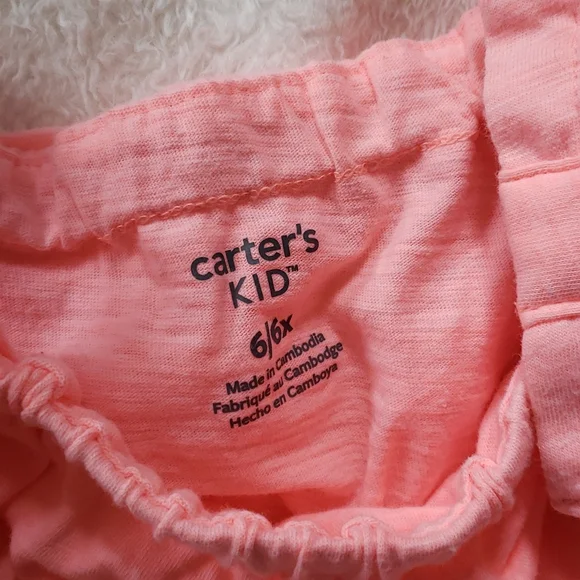 carter's
KID™
6/6x
Made in Cambodia
Fabriqué au Cambodge
Hecho en Camboya